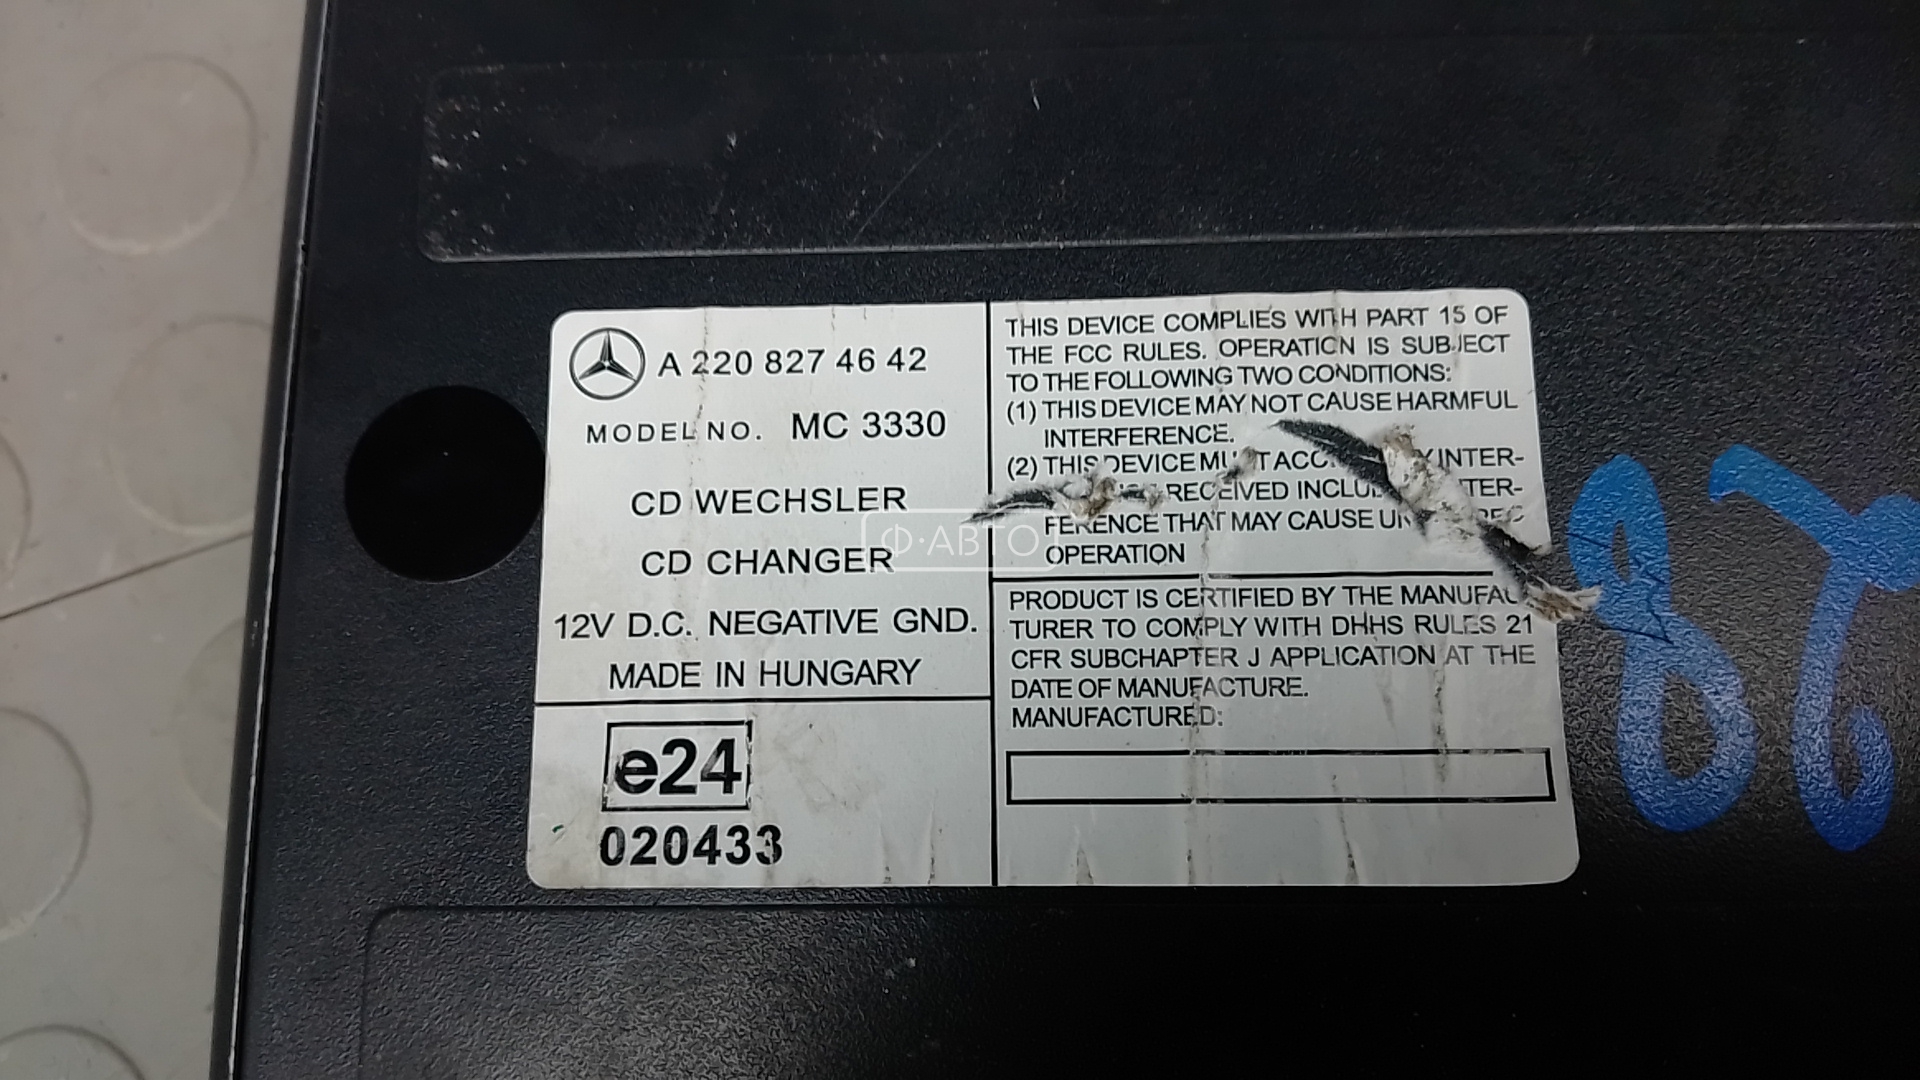 A 220 827 46 42
MODEL NO. MC 3330
CD WECHSLER
CD CHANGER
12V D.C. NEGATIVE GND.
MADE IN HUNGARY
e24
020433
THIS DEVICE COMPLIES WITH PART 15 OF
THE FCC RULES. OPERATION IS SUBJECT
TO THE FOLLOWING TWO CONDITIONS:
(1) THIS DEVICE MAY NOT CAUSE HARMFUL
INTERFERENCE.
(2) THIS DEVICE MUST INTER-
RECEIVED
FERENCE THAT MAY CAUSE
OPERATION
PRODUCT IS CERTIFIED BY THE MANUFAC
TURER TO COMPLY WITH DHHS RULES 21
CFR SUBCHAPTER J APPLICATION AT THE
DATE OF MANUFACTURE.
MANUFACTURED:
Ф·АВТО